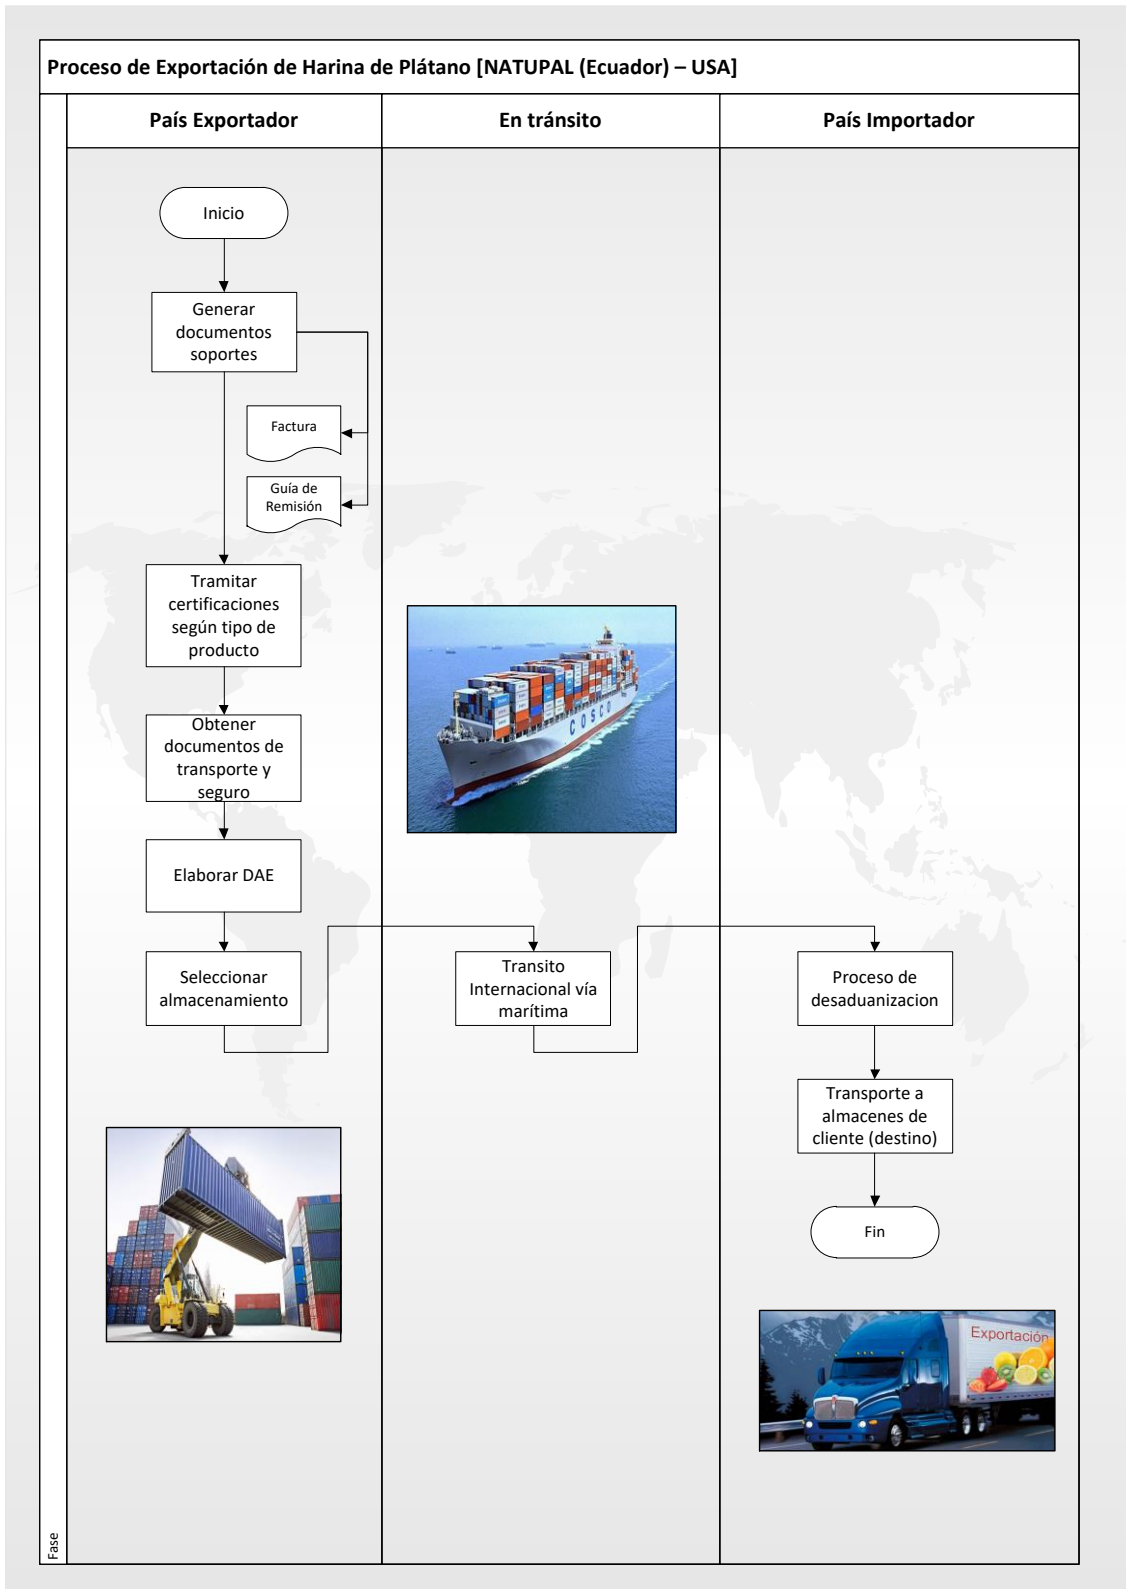 Proceso de Exportación de Harina de Plátano [NATUPAL (Ecuador) – USA]
País Exportador
En tránsito
País Importador
Inicio
Generar
documentos
soportes
Factura
Guía de
Remisión
Tramitar
certificaciones
según tipo de
producto
Obtener
documentos de
transporte y
seguro
Elaborar DAE
Seleccionar
almacenamiento
COSCO
Transito
Internacional vía
marítima
Proceso de
desaduanizacion
Transporte a
almacenes de
cliente (destino)
Fin
Exportación
Fase